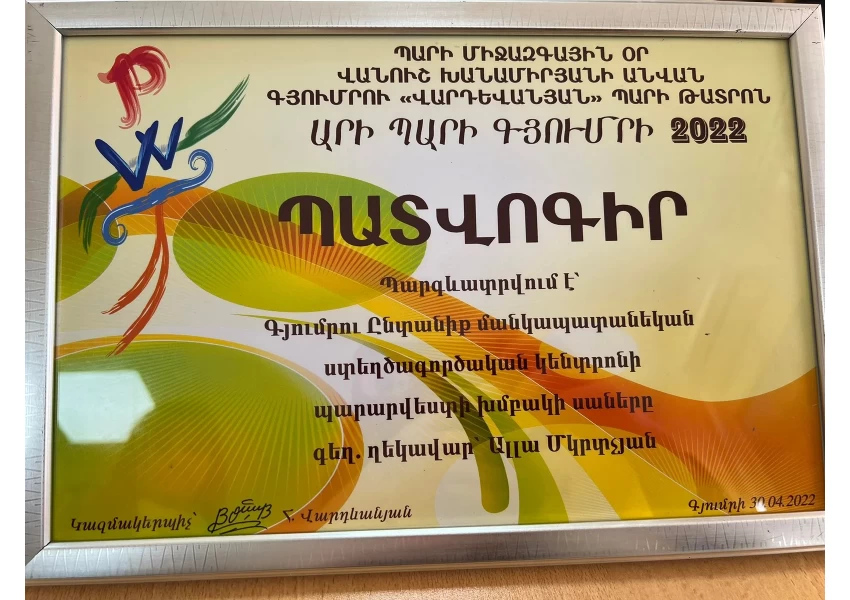 ՊԱՐԻ ՄԻՋԱԶԳԱՅԻՆ ՕՐ
ՎԱՆՈՒՇ ԽԱՆԱՄԻՐՅԱՆԻ ԱՆՎԱՆ
ԳՅՈՒՄՐՈՒ «ՎԱՐԴԵՎԱՆՅԱՆ» ՊԱՐԻ ԹԱՏՐՈՆ
ԱՐԻ ՊԱՐԻ ԳՅՈՒՄՐԻ 2022
ՊԱՏՎՈԳԻՐ
Պարգևատրվում է՝
Գյումրու Ընտանիք մանկապատանեկան
ստեղծագործական կենտրոնի
պարարվեստի խմբակի սաները
գեղ. ղեկավար՝ Ալլա Մկրտչյան
Կազմակերպիչ՝ Հ. Վարդևանյան
Գյումրի 30.04.2022